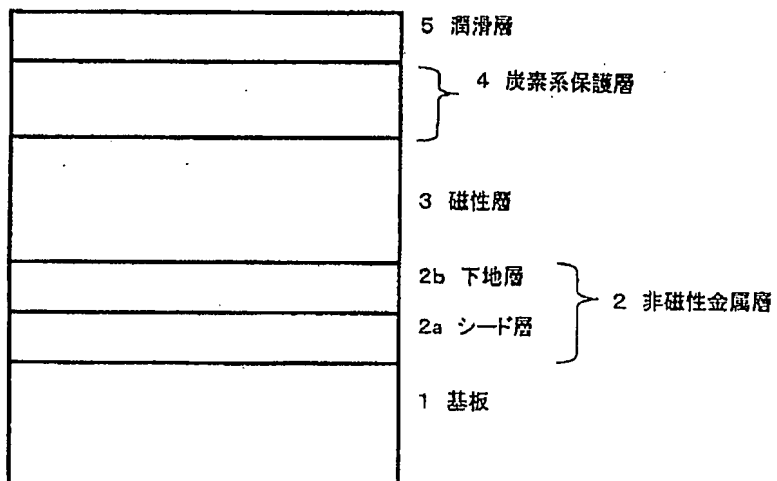 5 潤滑層
4 炭素系保護層
3 磁性層
2b 下地層
2 非磁性金属層
2a シード層
1 基板